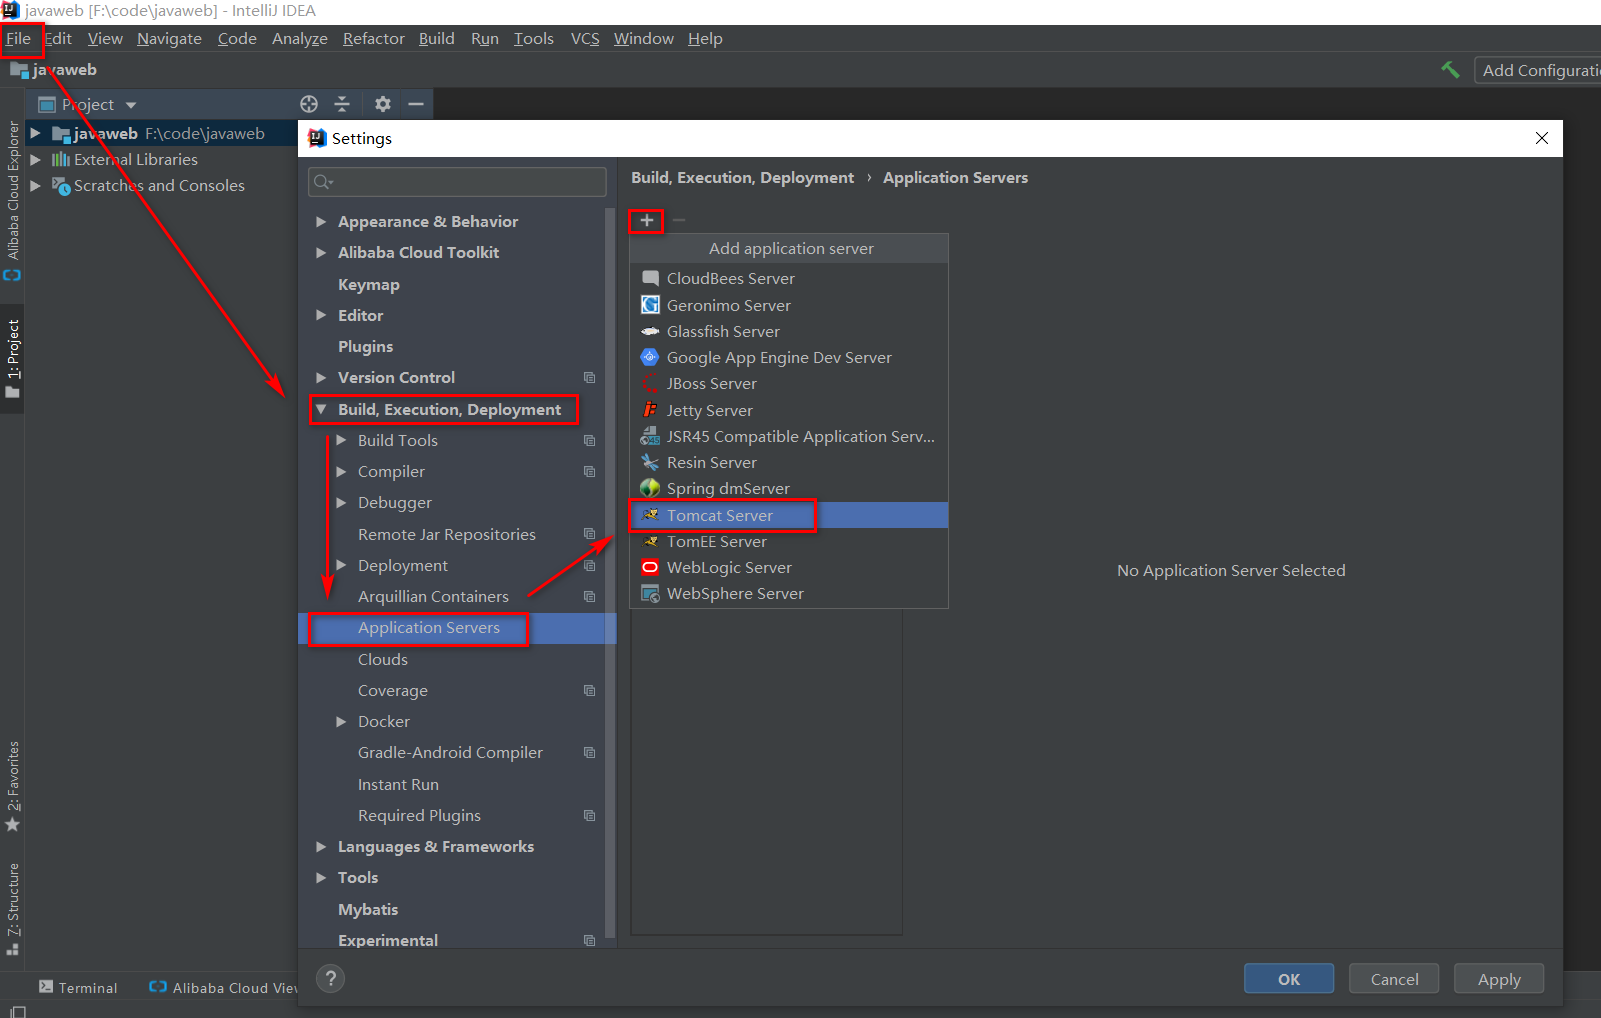 javaweb [F:\code\javaweb] - IntelliJ IDEA
File Edit View Navigate Code Analyze Refactor Build Run Tools VCS Window Help
javaweb
Add Configurati
Project
javaweb F:\code\javaweb
External Libraries
Scratches and Consoles
Alibaba Cloud Explorer
1: Project
2: Favorites
7: Structure
Settings
Appearance & Behavior
Alibaba Cloud Toolkit
Keymap
Editor
Plugins
Version Control
Build, Execution, Deployment
Build Tools
Compiler
Debugger
Remote Jar Repositories
Deployment
Arquillian Containers
Application Servers
Clouds
Coverage
Docker
Gradle-Android Compiler
Instant Run
Required Plugins
Languages & Frameworks
Tools
Mybatis
Experimental
Build, Execution, Deployment › Application Servers
Add application server
CloudBees Server
Geronimo Server
Glassfish Server
Google App Engine Dev Server
JBoss Server
Jetty Server
JSR45 Compatible Application Serv...
Resin Server
Spring dmServer
Tomcat Server
TomEE Server
WebLogic Server
WebSphere Server
No Application Server Selected
?
OK
Cancel
Apply
Terminal
Alibaba Cloud View